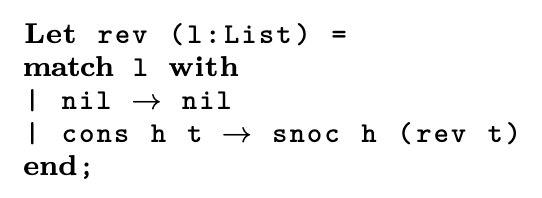 Let rev (l:List) =
match l with
| nil → nil
| cons h t → snoc h (rev t)
end;